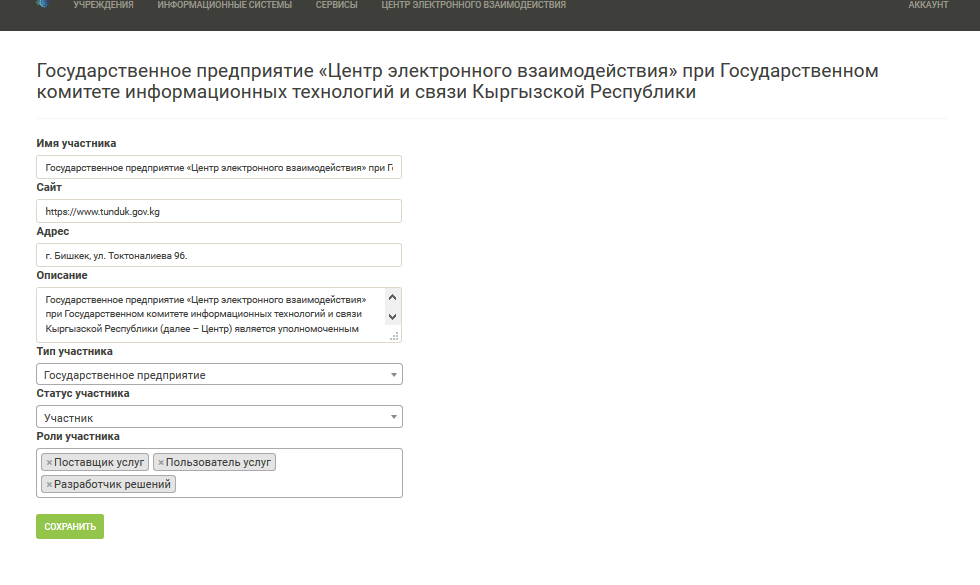 УЧРЕЖДЕНИЯ ИНФОРМАЦИОННЫЕ СИСТЕМЫ СЕРВИСЫ ЦЕНТР ЭЛЕКТРОННОГО ВЗАИМОДЕЙСТВИЯ АККАУНТ
Государственное предприятие «Центр электронного взаимодействия» при Государственном
комитете информационных технологий и связи Кыргызской Республики
Имя участника
Государственное предприятие «Центр электронного взаимодействия» при Г
Сайт
https://www.tunduk.gov.kg
Адрес
г. Бишкек, ул. Токтоналиева 96.
Описание
Государственное предприятие «Центр электронного взаимодействия»
при Государственном комитете информационных технологий и связи
Кыргызской Республики (далее – Центр) является уполномоченным
Тип участника
Государственное предприятие
Статус участника
Участник
Роли участника
×Поставщик услуг ×Пользователь услуг
×Разработчик решений
СОХРАНИТЬ